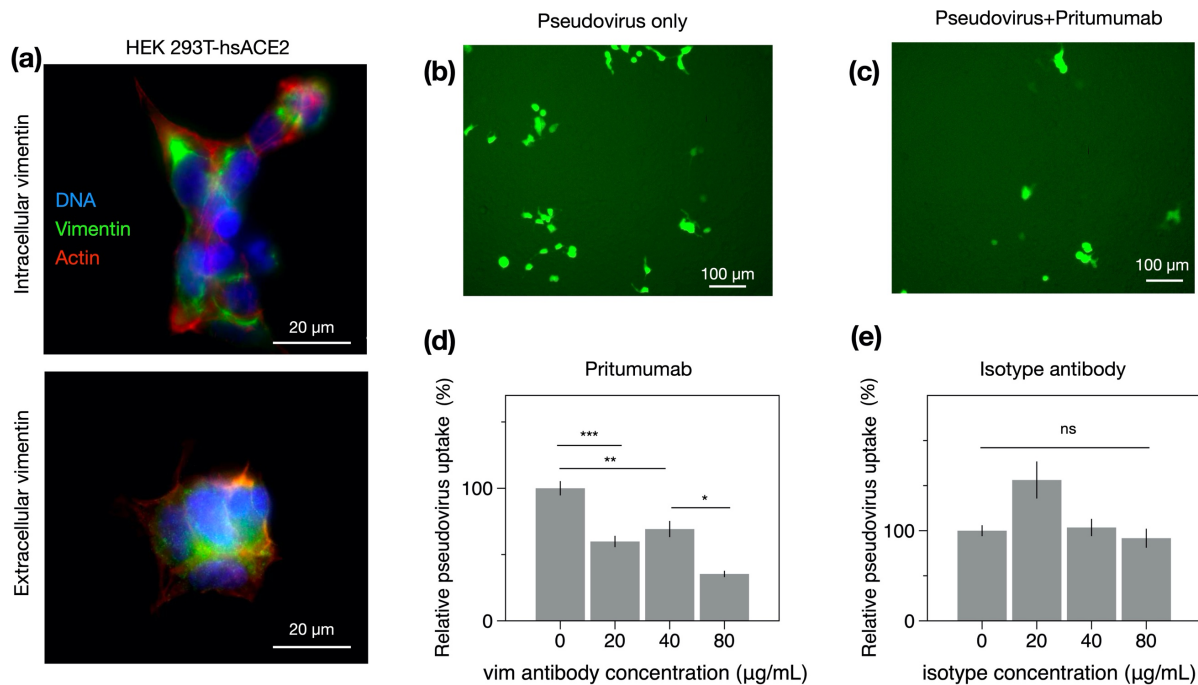 (a)
HEK 293T-hsACE2
Intracellular vimentin
DNA
Vimentin
Actin
20 µm
Extracellular vimentin
20 µm
Pseudovirus only
(b)
100 µm
Pseudovirus+Pritumumab
(c)
100 µm
(d)
Pritumumab
Relative pseudovirus uptake (%)
100
0
***
**
*
0 20 40 80
vim antibody concentration (µg/mL)
(e)
Isotype antibody
Relative pseudovirus uptake (%)
100
0
ns
0 20 40 80
isotype concentration (µg/mL)